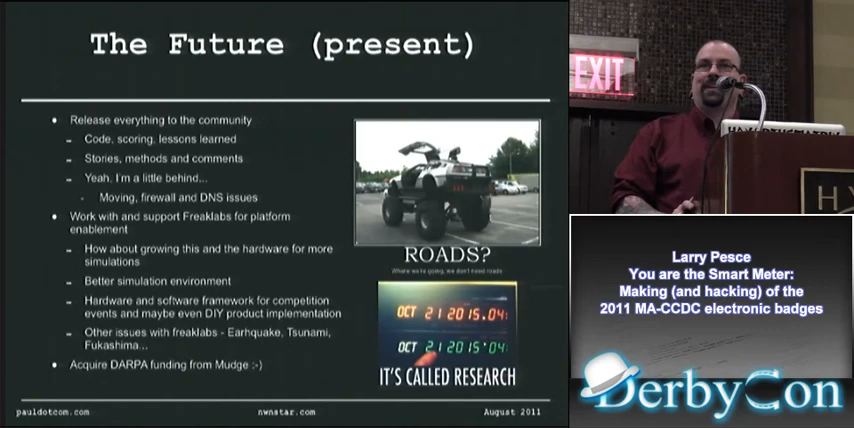 The Future (present)
Release everything to the community
Code, scoring, lessons learned
Stories, methods and comments
Yeah, I'm a little behind...
Moving, firewall and DNS issues
Work with and support Freaklabs for platform
enablement
How about growing this and the hardware for more
simulations
Better simulation environment
Hardware and software framework for competition
events and maybe even DIY product implementation
Other issues with freaklabs - Earhquake, Tsunami,
Fukashima...
Acquire DARPA funding from Mudge :-)
ROADS?
Where we're going, we don't need roads
OCT 21 2015.04:
OCT 21 2015.04:
IT'S CALLED RESEARCH
pauldotcom.com
nwnstar.com
August 2011
EXIT
HY
Larry Pesce
You are the Smart Meter:
Making (and hacking) of the
2011 MA-CCDC electronic badges
DerbyCon